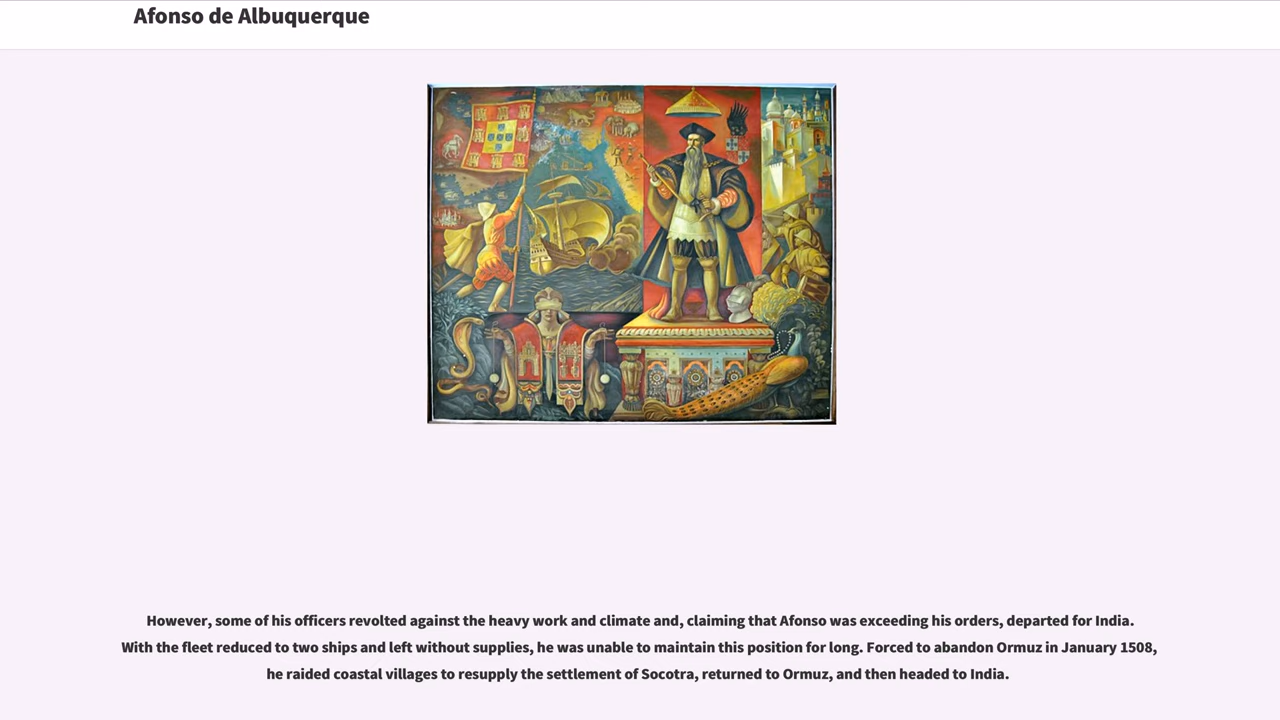 Afonso de Albuquerque
However, some of his officers revolted against the heavy work and climate and, claiming that Afonso was exceeding his orders, departed for India.
With the fleet reduced to two ships and left without supplies, he was unable to maintain this position for long. Forced to abandon Ormuz in January 1508,
he raided coastal villages to resupply the settlement of Socotra, returned to Ormuz, and then headed to India.